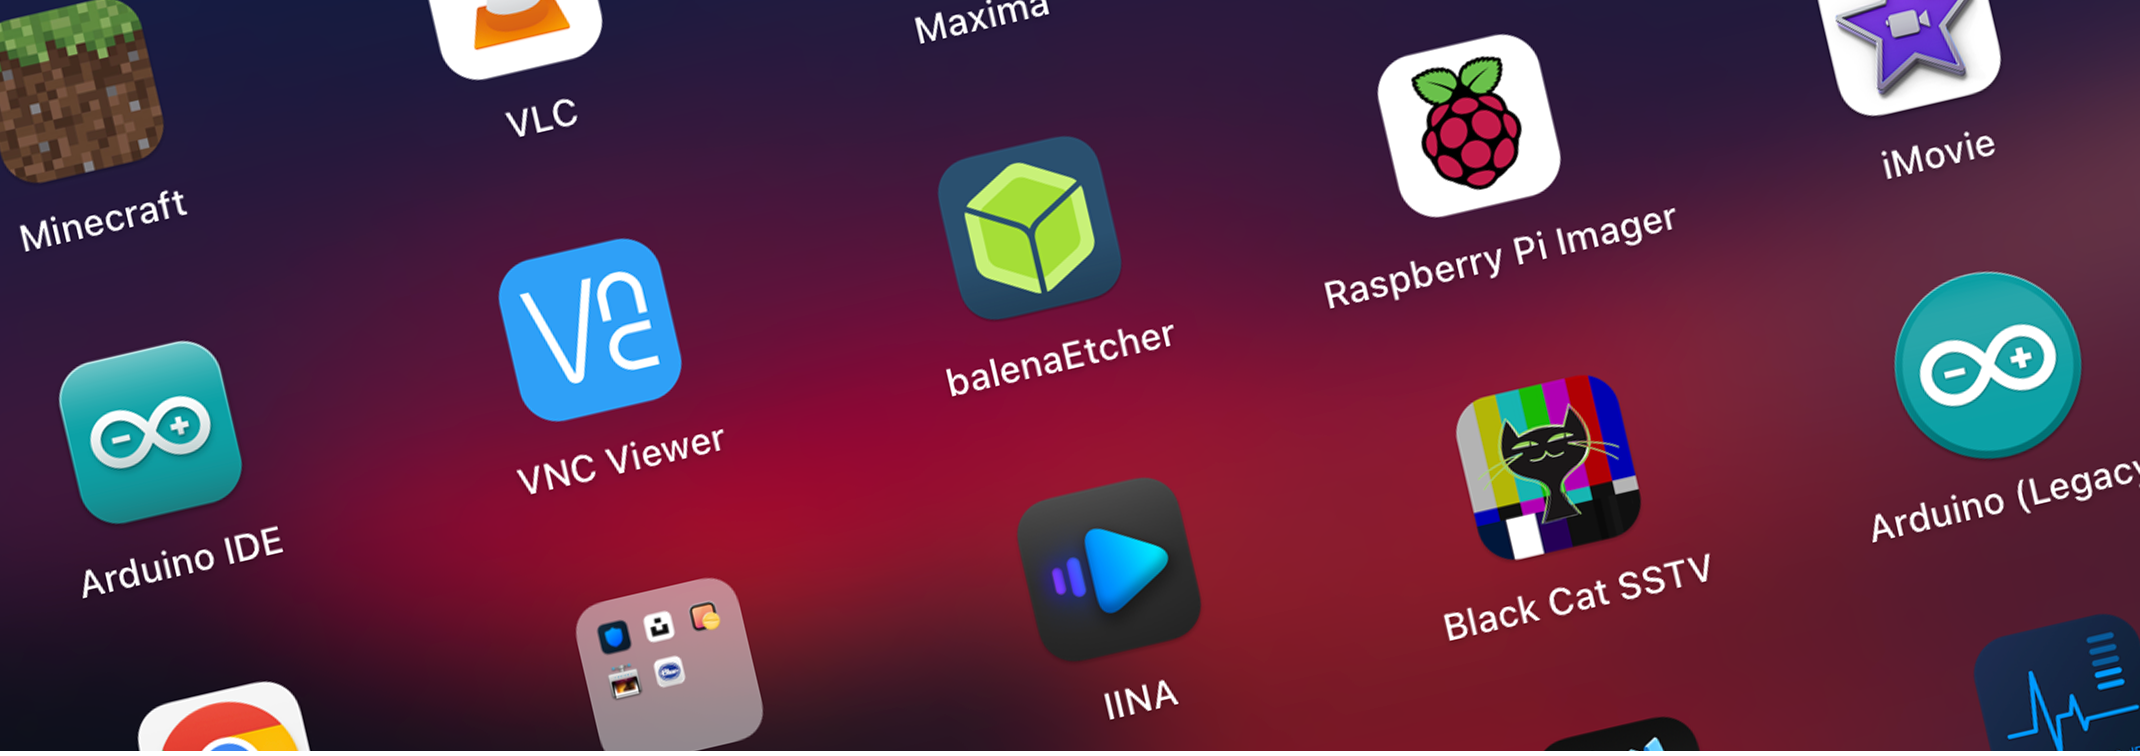 Maxima
VLC
iMovie
Minecraft
Raspberry Pi Imager
balenaEtcher
VNC Viewer
Arduino (Legacy
Arduino IDE
Black Cat SSTV
IINA